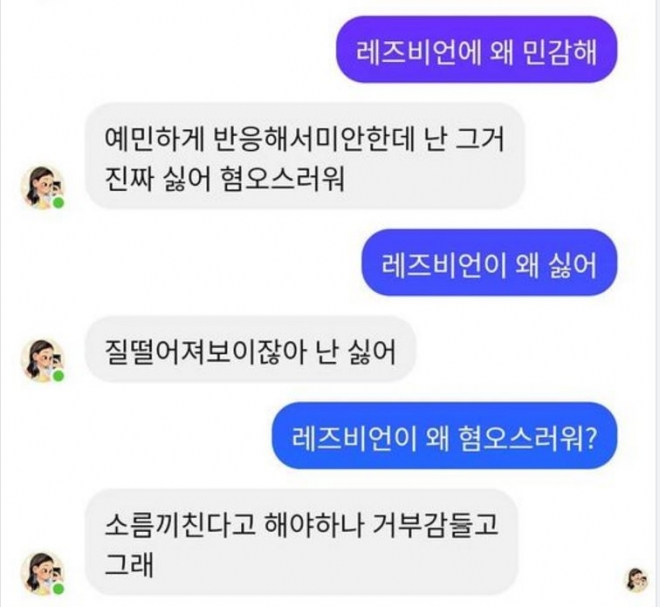 레즈비언에 왜 민감해
예민하게 반응해서미안한데 난 그거
진짜 싫어 혐오스러워
레즈비언이 왜 싫어
질떨어져보이잖아 난 싫어
레즈비언이 왜 혐오스러워?
소름끼친다고 해야하나 거부감들고
그래